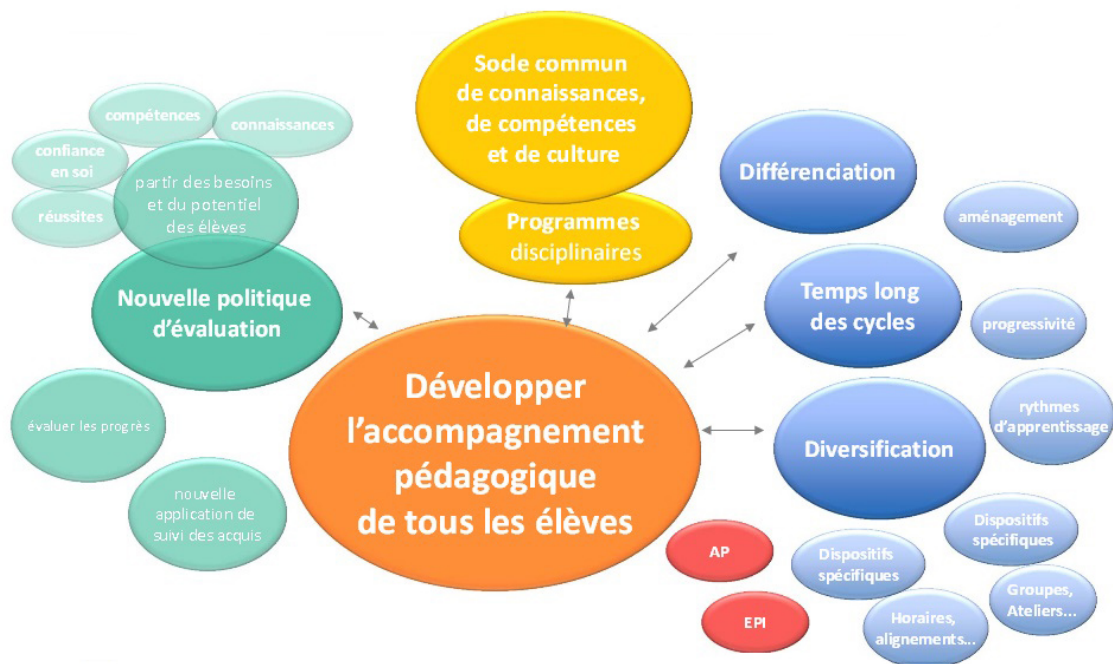 Socle commun
de connaissances,
de compétences
et de culture
Programmes
disciplinaires
compétences
connaissances
confiance
en soi
réussites
partir des besoins
et du potentiel
des élèves
Nouvelle politique
d'évaluation
évaluer les progrès
nouvelle
application de
suivi des acquis
Développer
l'accompagnement
pédagogique
de tous les élèves
Différenciation
aménagement
Temps long
des cycles
progressivité
Diversification
rythmes
d'apprentissage
Dispositifs
spécifiques
Groupes,
Ateliers...
Dispositifs
spécifiques
Horaires,
alignements...
AP
EPI